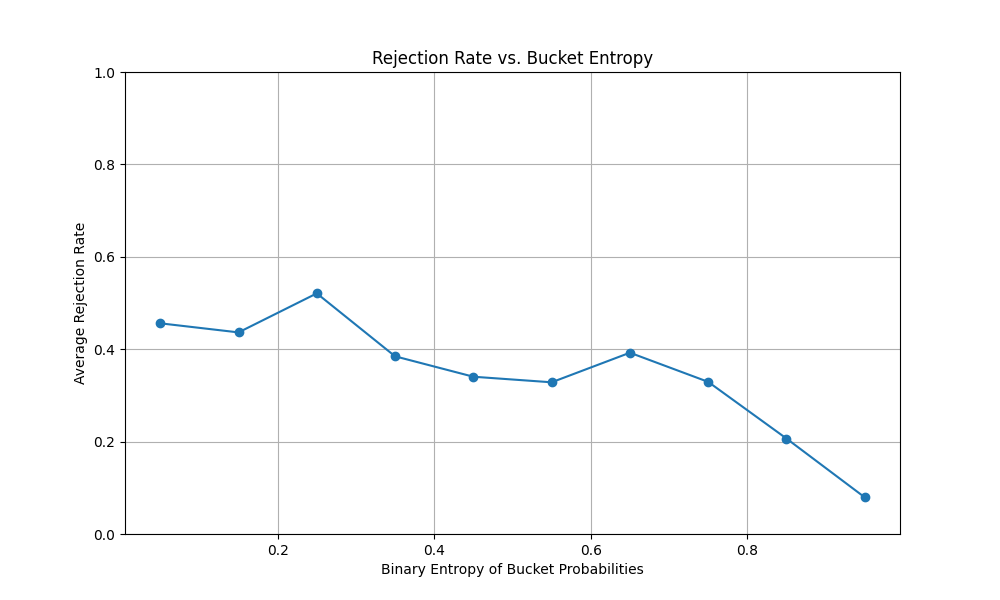 Rejection Rate vs. Bucket Entropy
1.0
0.8
0.6
0.4
0.2
0.0
Average Rejection Rate
0.2 0.4 0.6 0.8
Binary Entropy of Bucket Probabilities